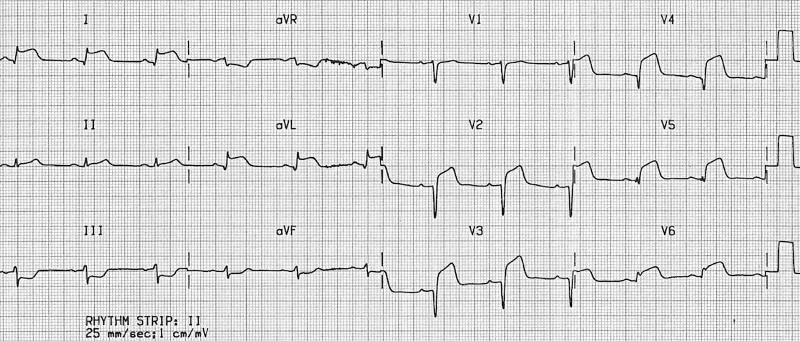 I aVR V1 V4
II aVL V2 V5
III aVF V3 V6
RHYTHM STRIP: II
25 mm/sec;1 cm/mV